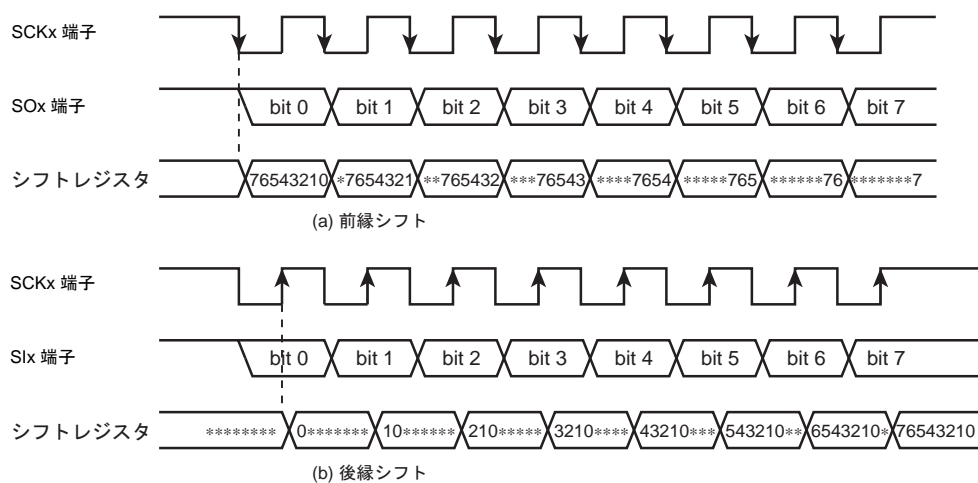 SCKx 端子
SOx 端子
bit 0 bit 1 bit 2 bit 3 bit 4 bit 5 bit 6 bit 7
シフトレジスタ
76543210 *7654321 **765432 ***76543 ****7654 *****765 ******76 *******7
(a) 前縁シフト
SCKx 端子
SIx 端子
bit 0 bit 1 bit 2 bit 3 bit 4 bit 5 bit 6 bit 7
シフトレジスタ
******** 0******* 10****** 210***** 3210**** 43210*** 543210** 6543210* 76543210
(b) 後縁シフト